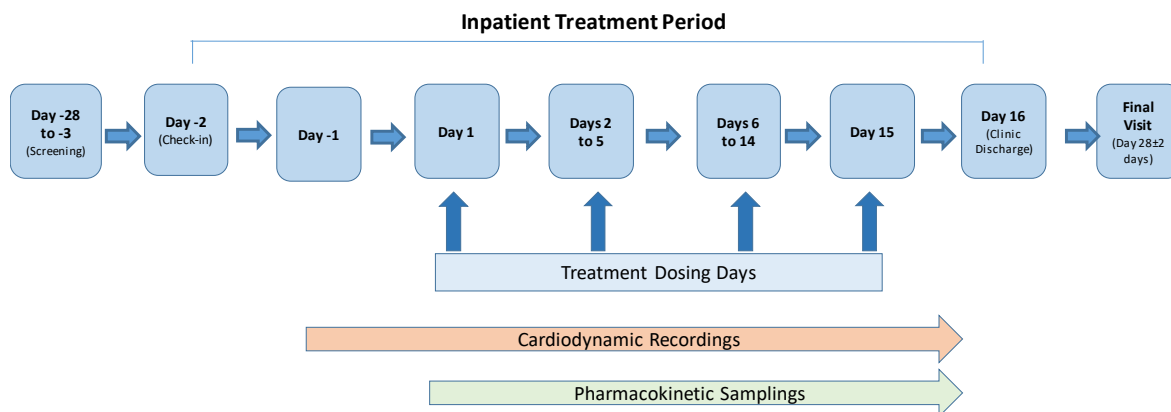 Inpatient Treatment Period
Day -28
to -3
(Screening)
Day -2
(Check-in)
Day -1
Day 1
Days 2
to 5
Days 6
to 14
Day 15
Day 16
(Clinic
Discharge)
Final
Visit
(Day 28±2
days)
Treatment Dosing Days
Cardiodynamic Recordings
Pharmacokinetic Samplings